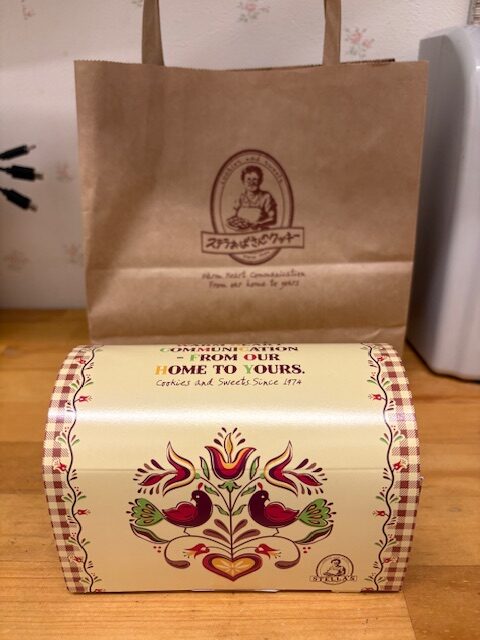 cookies and sweets
ステラおばさんのクッキー
Warm Heart Communication
From our home to yours
COMMUNICATION
- FROM OUR
HOME TO YOURS.
Cookies and Sweets. Since 1974
STELLA'S